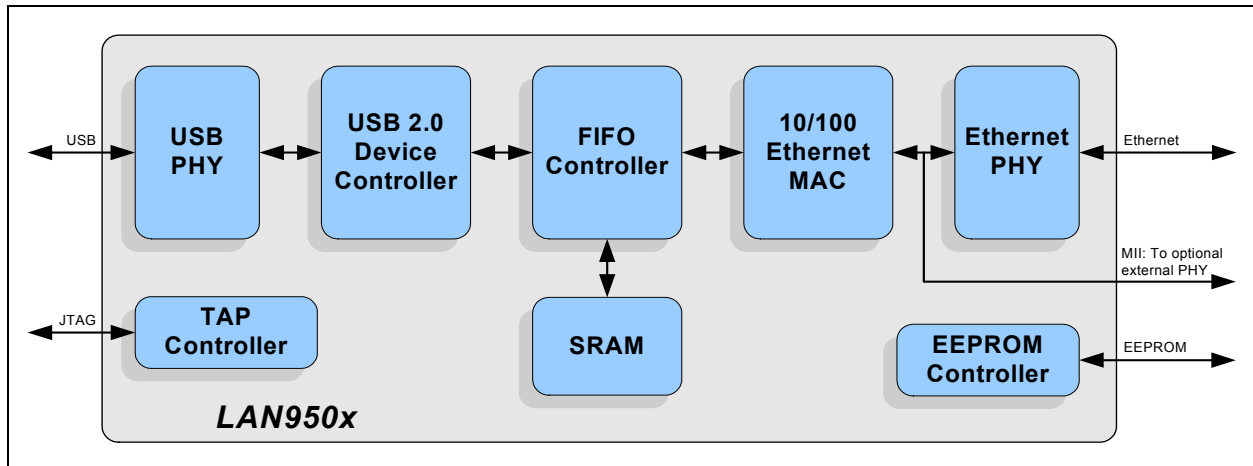 USB
USB
PHY
USB 2.0
Device
Controller
FIFO
Controller
10/100
Ethernet
MAC
Ethernet
PHY
Ethernet
MII: To optional
external PHY
JTAG
TAP
Controller
SRAM
EEPROM
Controller
EEPROM
LAN950x